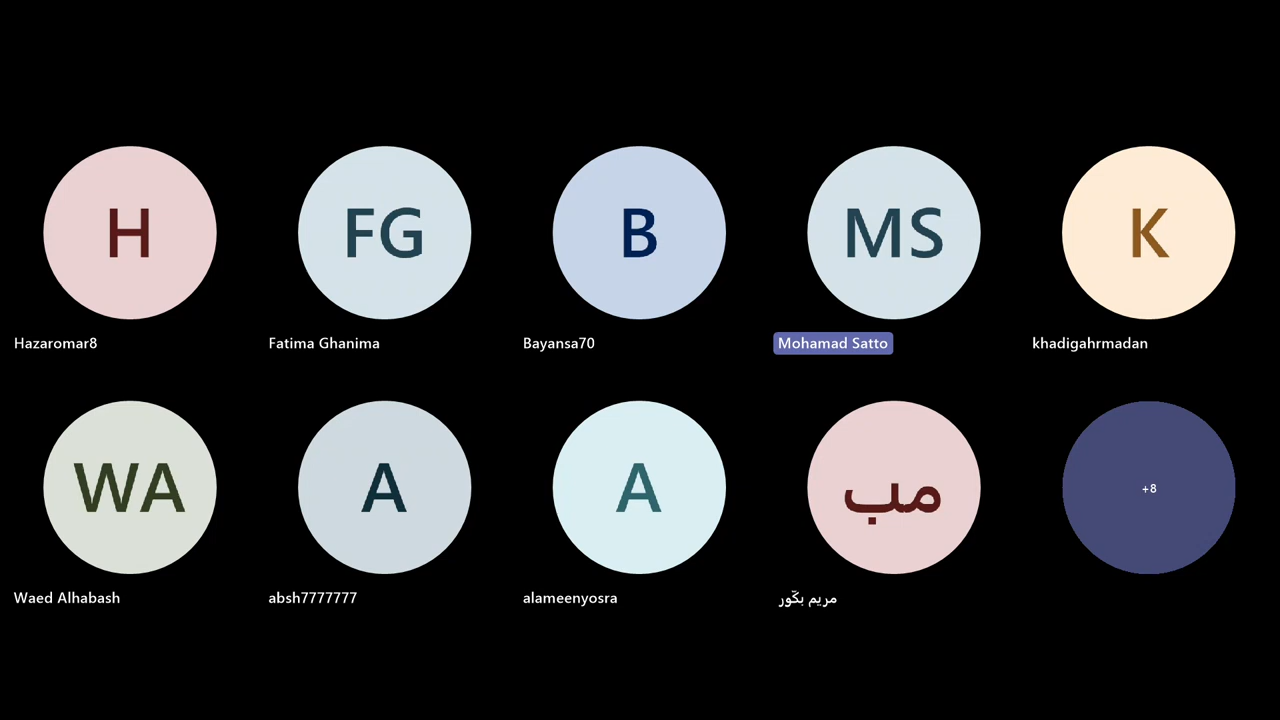 H
FG
B
MS
K
Hazaromar8
Fatima Ghanima
Bayansa70
Mohamad Satto
khadigahrmadan
WA
A
A
مب
+8
Waed Alhabash
absh7777777
alameenyosra
مريم بكّور